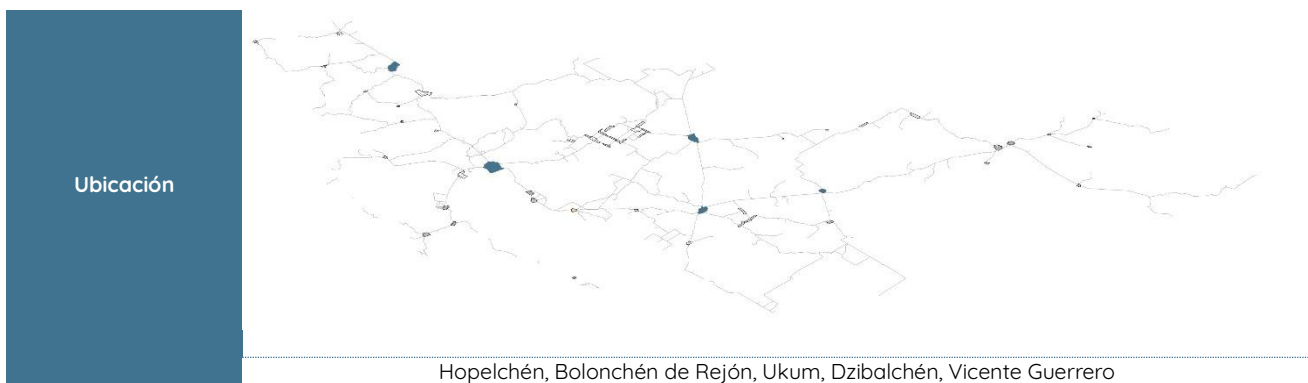 Ubicación
Hopelchén, Bolonchén de Rejón, Ukum, Dzibalchén, Vicente Guerrero